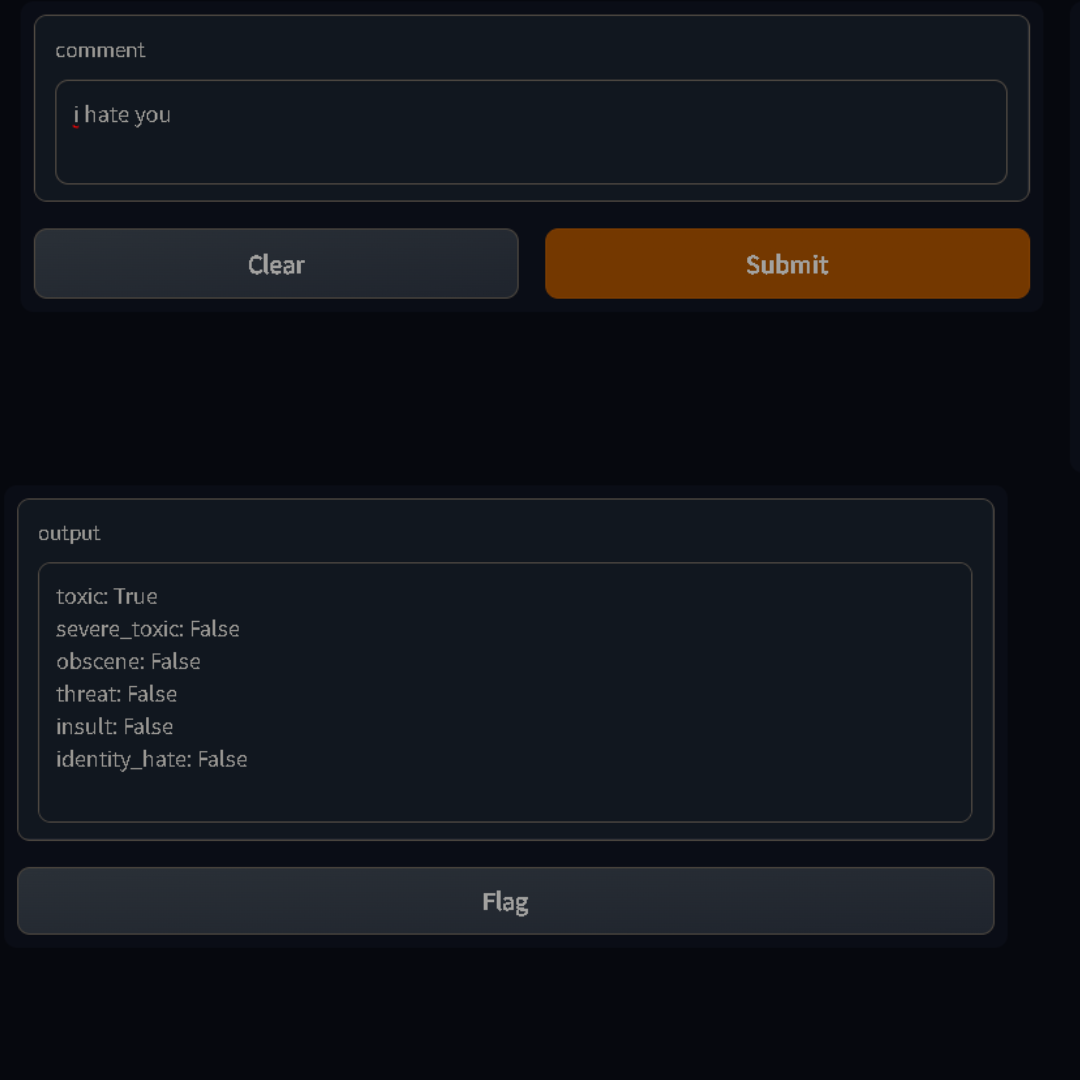 comment
i hate you
Clear
Submit
output
toxic: True
severe_toxic: False
obscene: False
threat: False
insult: False
identity_hate: False
Flag